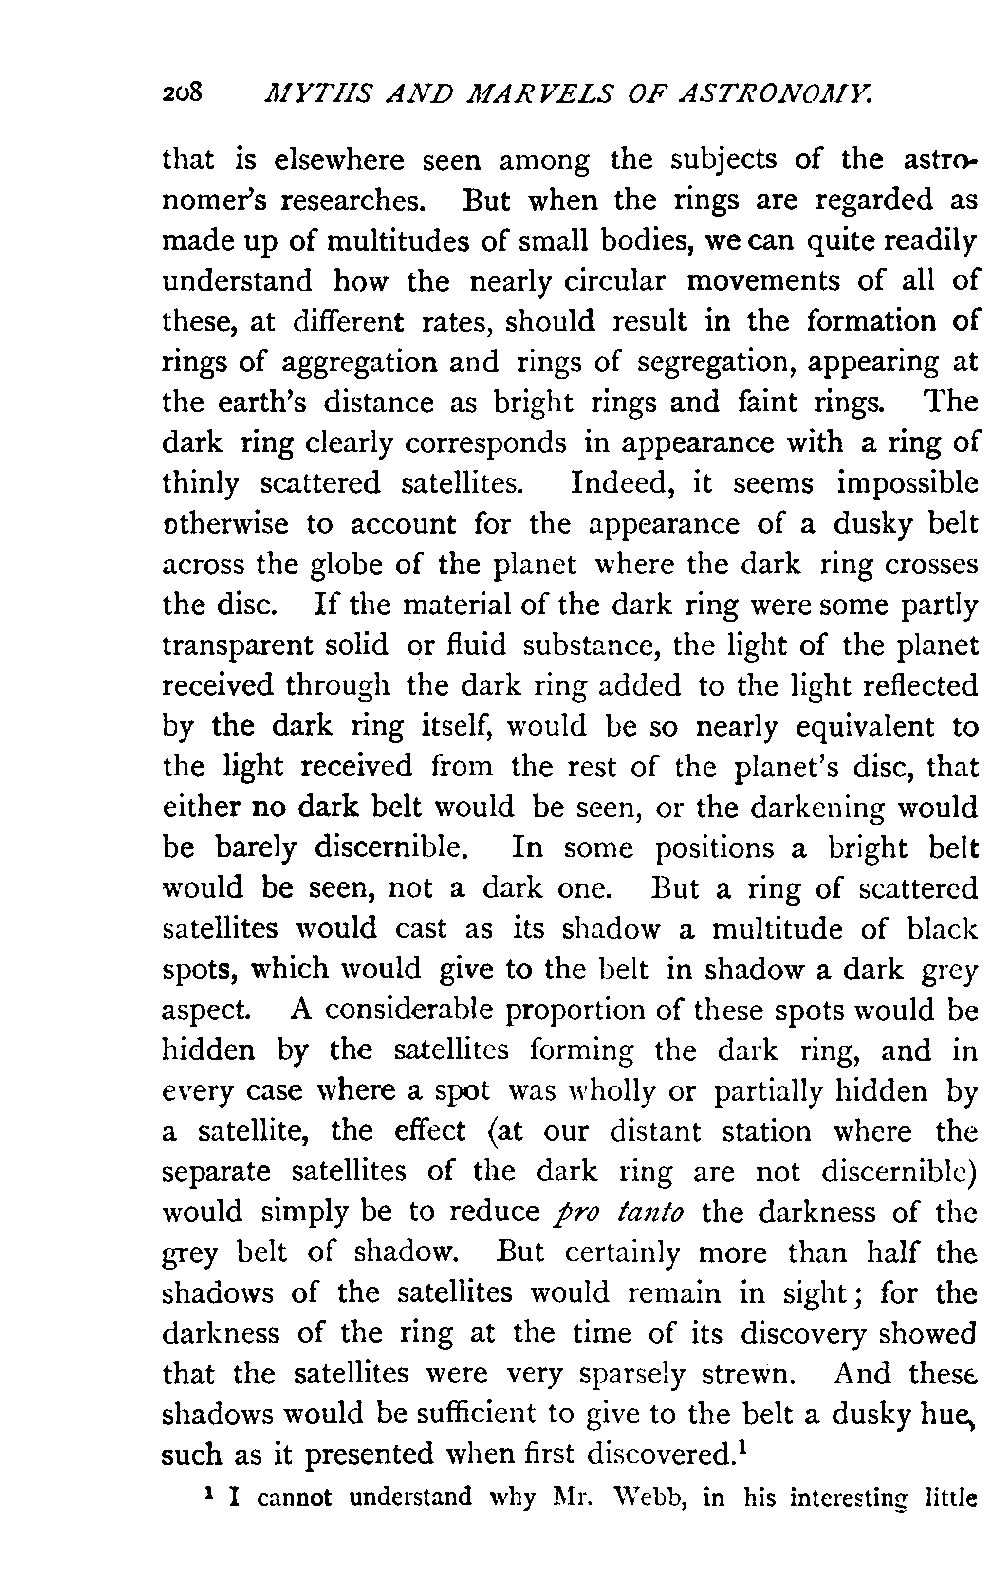 208 MYTHS AND MARVELS OF ASTRONOMY.
that is elsewhere seen among the subjects of the astro-
nomer's researches. But when the rings are regarded as
made up of multitudes of small bodies, we can quite readily
understand how the nearly circular movements of all of
these, at different rates, should result in the formation of
rings of aggregation and rings of segregation, appearing at
the earth's distance as bright rings and faint rings. The
dark ring clearly corresponds in appearance with a ring of
thinly scattered satellites. Indeed, it seems impossible
otherwise to account for the appearance of a dusky belt
across the globe of the planet where the dark ring crosses
the disc. If the material of the dark ring were some partly
transparent solid or fluid substance, the light of the planet
received through the dark ring added to the light reflected
by the dark ring itself, would be so nearly equivalent to
the light received from the rest of the planet's disc, that
either no dark belt would be seen, or the darkening would
be barely discernible. In some positions a bright belt
would be seen, not a dark one. But a ring of scattered
satellites would cast as its shadow a multitude of black
spots, which would give to the belt in shadow a dark grey
aspect. A considerable proportion of these spots would be
hidden by the satellites forming the dark ring, and in
every case where a spot was wholly or partially hidden by
a satellite, the effect (at our distant station where the
separate satellites of the dark ring are not discernible)
would simply be to reduce pro tanto the darkness of the
grey belt of shadow. But certainly more than half the
shadows of the satellites would remain in sight; for the
darkness of the ring at the time of its discovery showed
that the satellites were very sparsely strewn. And these
shadows would be sufficient to give to the belt a dusky hue,
such as it presented when first discovered.¹
¹ I cannot understand why Mr. Webb, in his interesting little